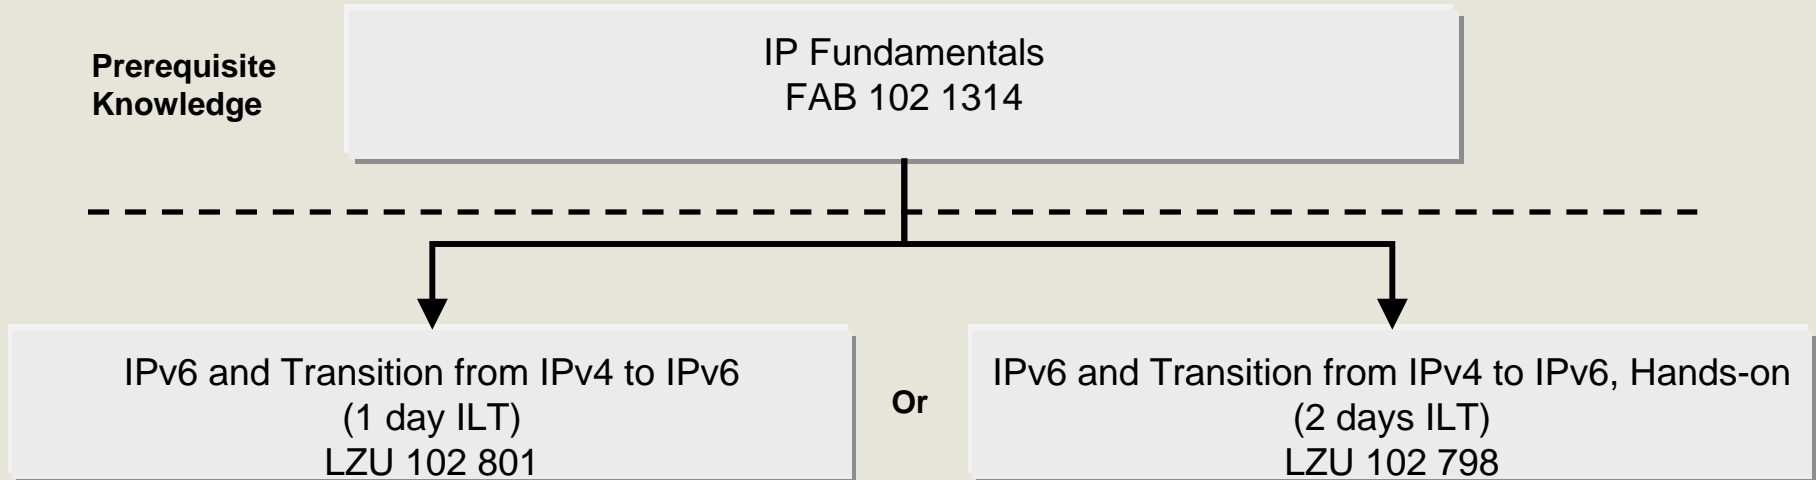 Prerequisite
Knowledge
IP Fundamentals
FAB 102 1314
IPv6 and Transition from IPv4 to IPv6
(1 day ILT)
LZU 102 801
Or
IPv6 and Transition from IPv4 to IPv6, Hands-on
(2 days ILT)
LZU 102 798